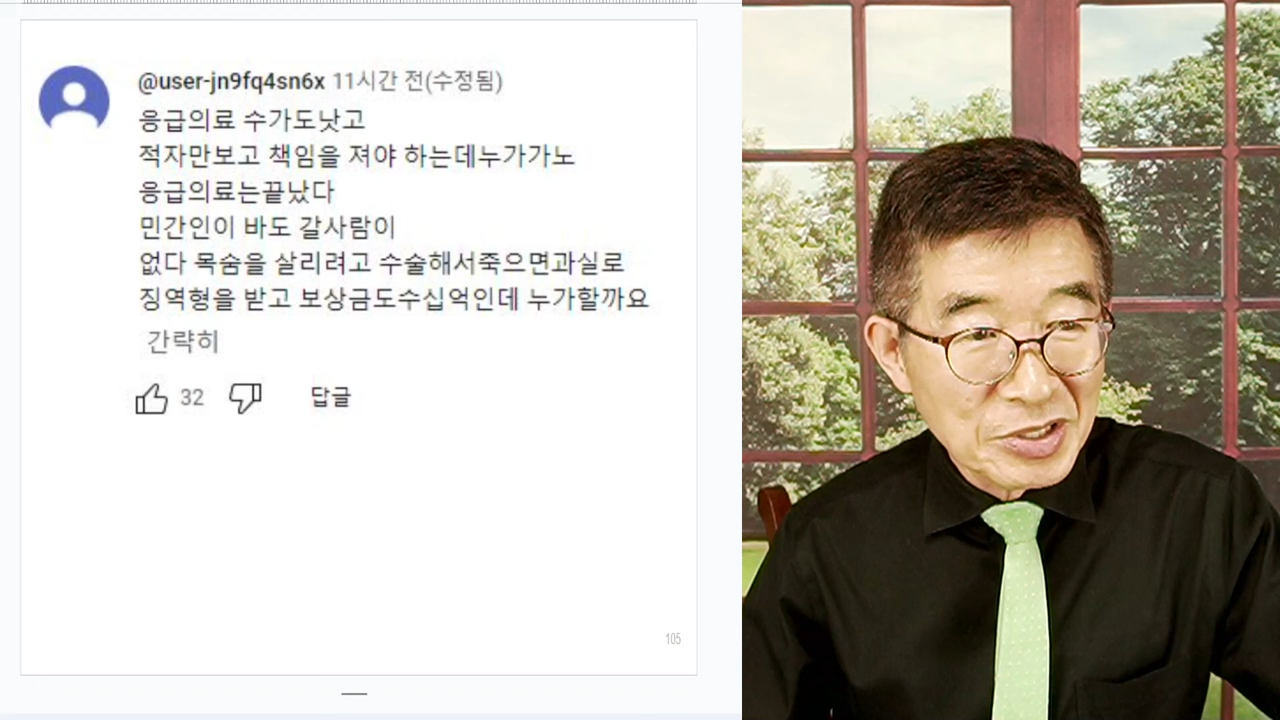 @user-jn9fq4sn6x 11시간 전(수정됨)
응급의료 수가도낫고
적자만보고 책임을 져야 하는데누가가노
응급의료는끝났다
민간인이 바도 갈사람이
없다 목숨을 살리려고 수술해서죽으면과실로
징역형을 받고 보상금도수십억인데 누가할까요
간략히
32 답글
105